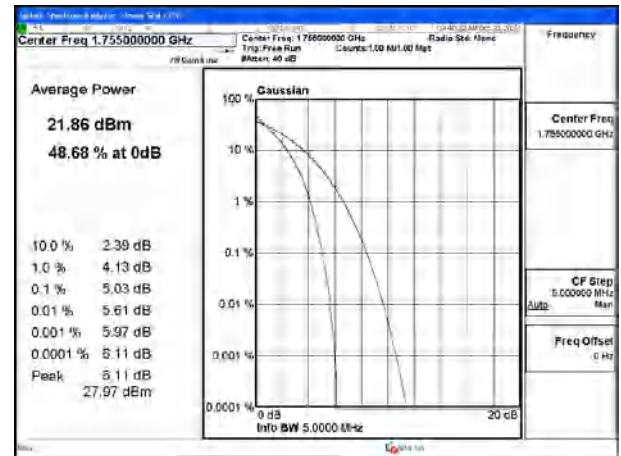 Center Freq 1.755000000 GHz
Center Freq: 1.755000000 GHz
Radio Std: None
Trig: Free Run
Counts:1.00 M/1.00 Mpt
#Atten: 40 dB
Frequency
Average Power
21.86 dBm
48.68 % at 0dB
10.0 % 2.39 dB
1.0 % 4.13 dB
0.1 % 5.03 dB
0.01 % 5.61 dB
0.001 % 5.97 dB
0.0001 % 6.11 dB
Peak 6.11 dB
27.97 dBm
Gaussian
100 %
10 %
1 %
0.1 %
0.01 %
0.001 %
0.0001 %
0 dB
20 dB
Info BW 5.0000 MHz
Center Freq
1.755000000 GHz
CF Step
5.000000 MHz
Auto Man
Freq Offset
0 Hz